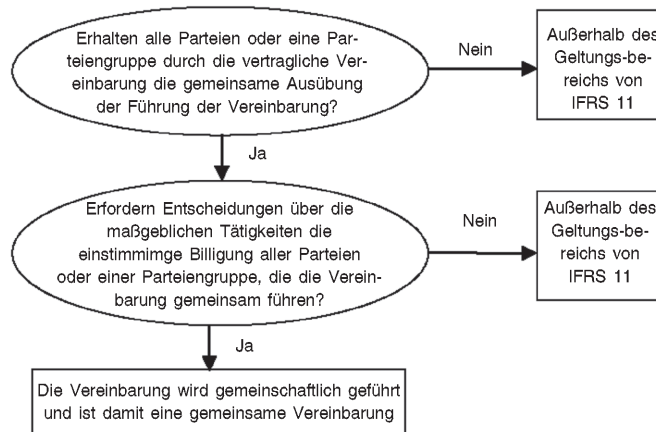 Erhalten alle Parteien oder eine Par-
teiengruppe durch die vertragliche Ver-
einbarung die gemeinsame Ausübung
der Führung der Vereinbarung?
Nein
Außerhalb des
Geltungs-be-
reichs von
IFRS 11
Ja
Erfordern Entscheidungen über die
maßgeblichen Tätigkeiten die
einstimmimge Billigung aller Parteien
oder einer Parteiengruppe, die die Verein-
barung gemeinsam führen?
Nein
Außerhalb des
Geltungs-be-
reichs von
IFRS 11
Ja
Die Vereinbarung wird gemeinschaftlich geführt
und ist damit eine gemeinsame Vereinbarung